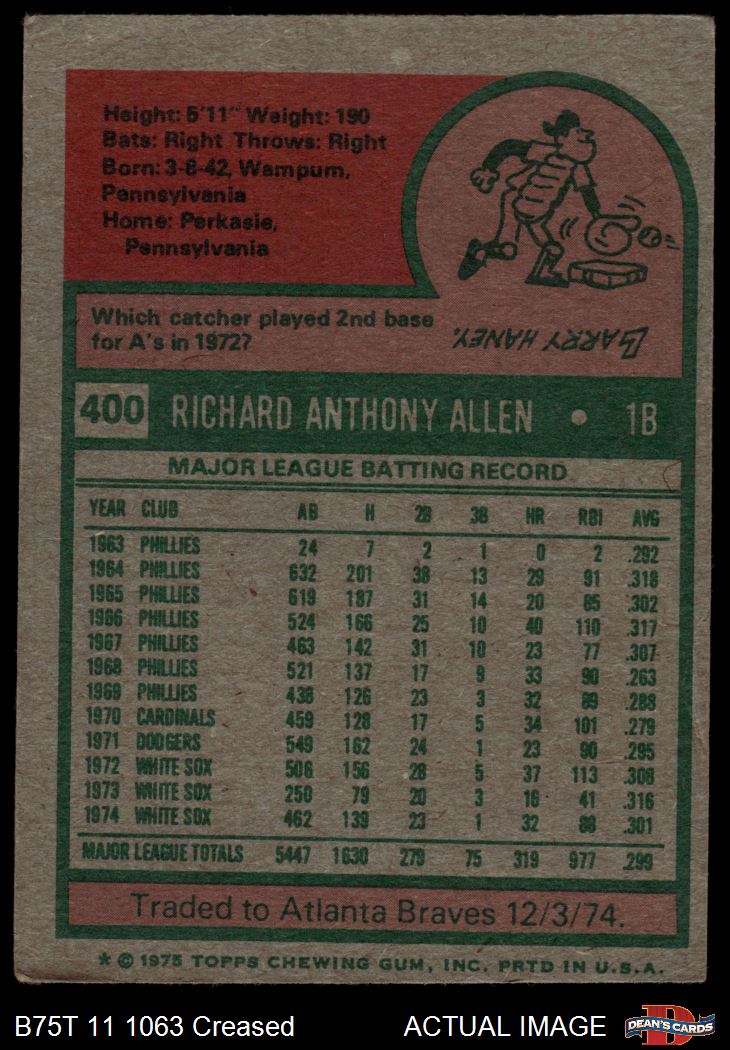 Height: 5'11" Weight: 190
Bats: Right Throws: Right
Born: 3-8-42, Wampum,
Pennsylvania
Home: Perkasie,
Pennsylvania
Which catcher played 2nd base
for A's in 1972?
LARRY HANEY.
400 RICHARD ANTHONY ALLEN • 1B
MAJOR LEAGUE BATTING RECORD
YEAR CLUB AB H 2B 3B HR RBI AVG
1963 PHILLIES 24 7 2 1 0 2 .292
1964 PHILLIES 632 201 38 13 29 91 .318
1965 PHILLIES 619 187 31 14 20 85 .302
1966 PHILLIES 524 166 25 10 40 110 .317
1967 PHILLIES 463 142 31 10 23 77 .307
1968 PHILLIES 521 137 17 9 33 90 .263
1969 PHILLIES 438 126 23 3 32 89 .288
1970 CARDINALS 459 128 17 5 34 101 .279
1971 DODGERS 549 162 24 1 23 90 .295
1972 WHITE SOX 506 156 28 5 37 113 .308
1973 WHITE SOX 250 79 20 3 16 41 .316
1974 WHITE SOX 462 139 23 1 32 88 .301
MAJOR LEAGUE TOTALS 5447 1630 279 75 319 977 .299
Traded to Atlanta Braves 12/3/74.
* © 1975 TOPPS CHEWING GUM, INC. PRTD IN U.S.A.
B75T 11 1063 Creased ACTUAL IMAGE
DEAN'S CARDS